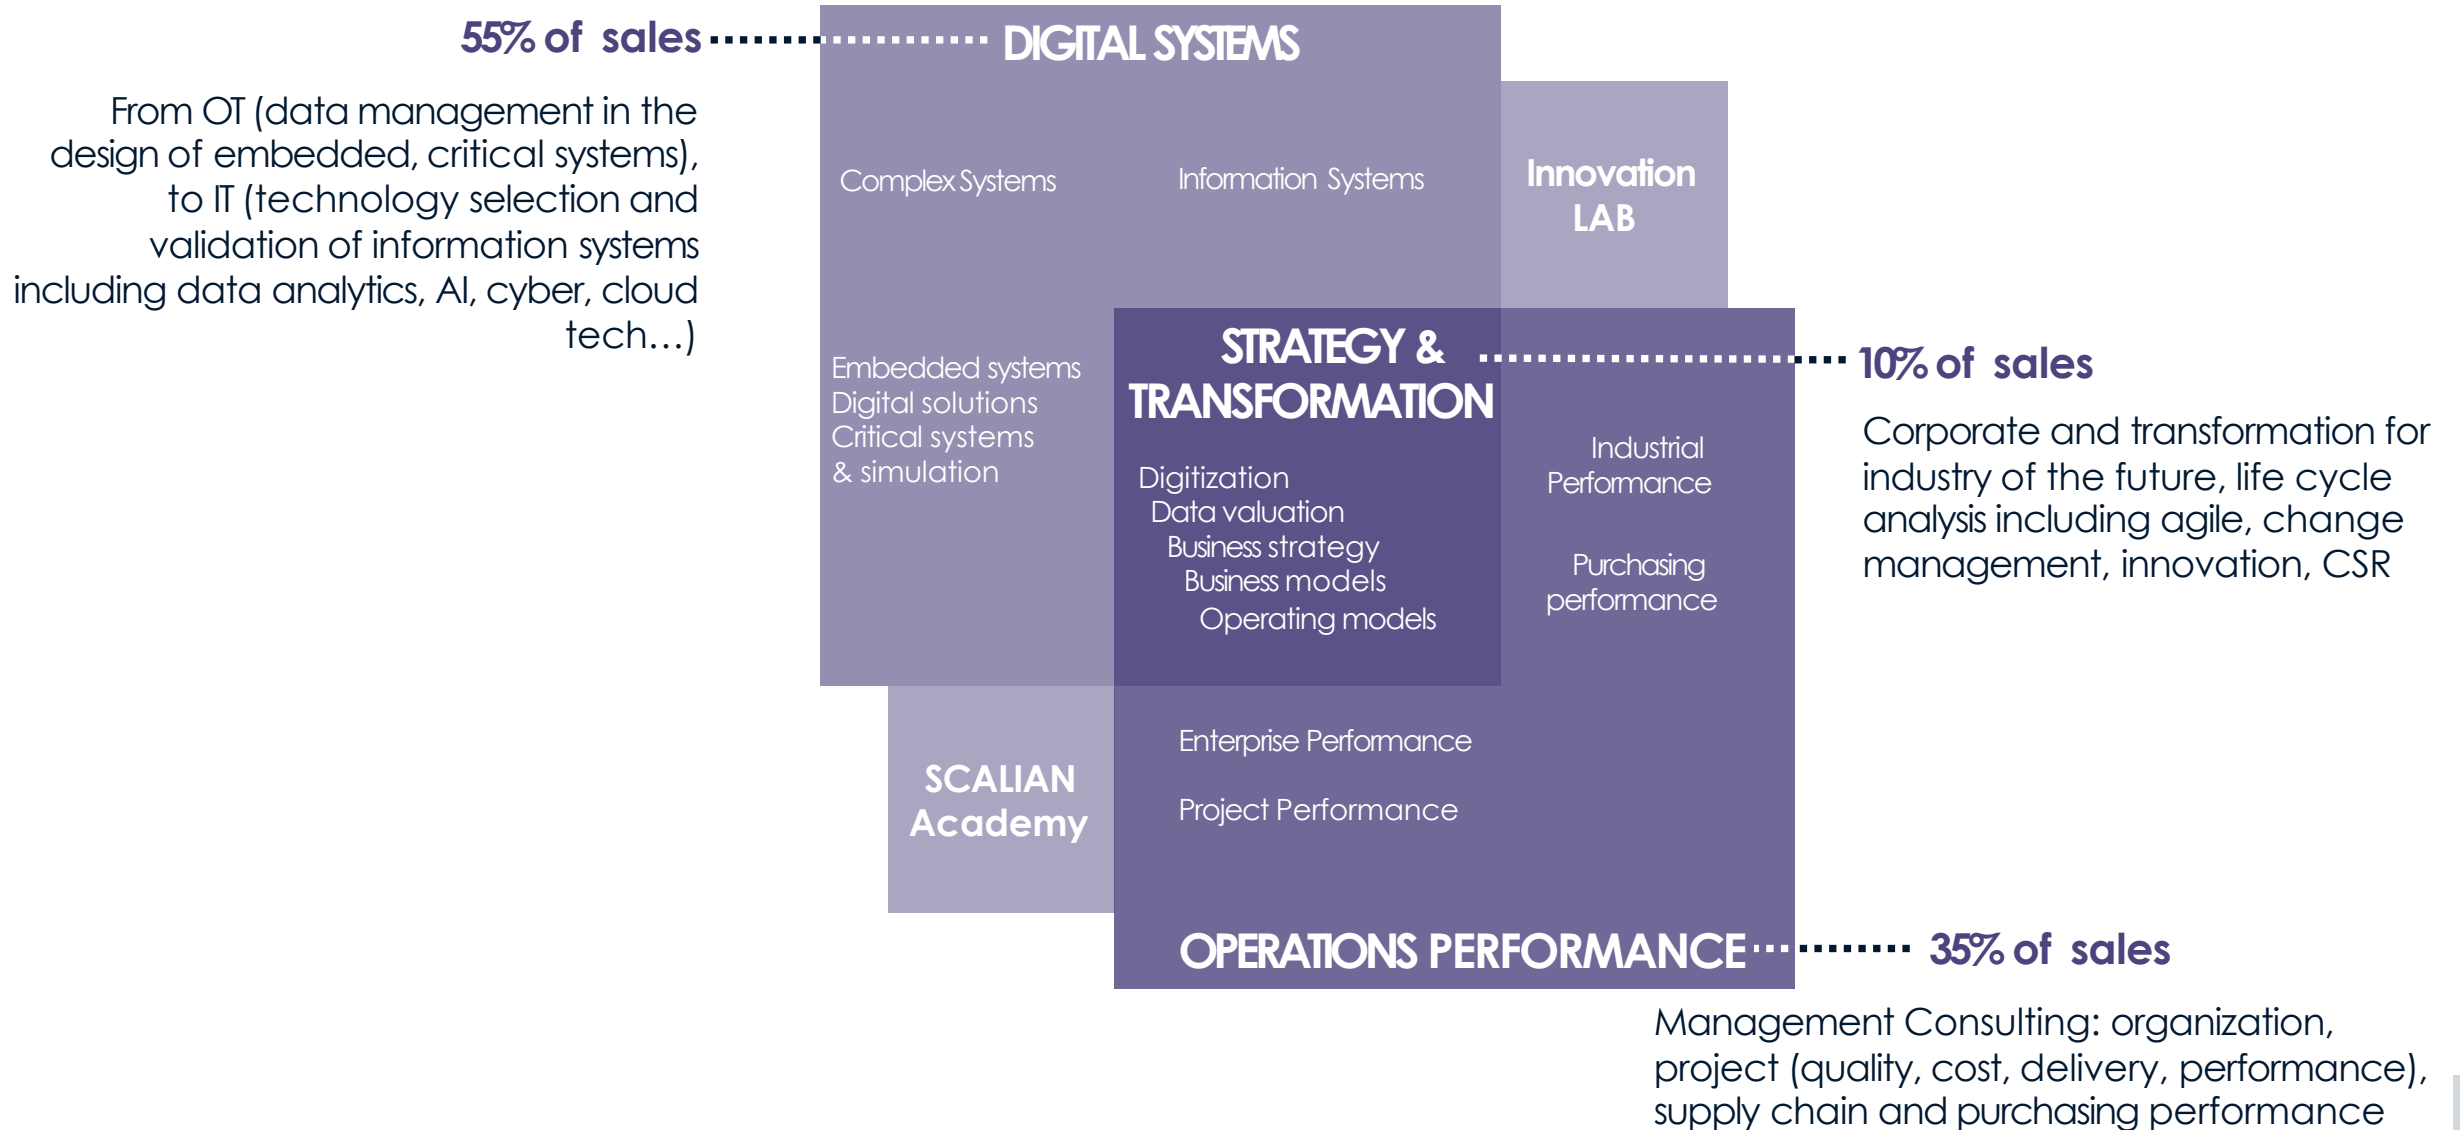 55% of sales
DIGITAL SYSTEMS
From OT (data management in the
design of embedded, critical systems),
to IT (technology selection and
validation of information systems
including data analytics, AI, cyber, cloud
tech…)
Complex Systems
Information Systems
Innovation
LAB
Embedded systems
Digital solutions
Critical systems
& simulation
STRATEGY &
TRANSFORMATION
Digitization
Data valuation
Business strategy
Business models
Operating models
Industrial
Performance
Purchasing
performance
10% of sales
Corporate and transformation for
industry of the future, life cycle
analysis including agile, change
management, innovation, CSR
SCALIAN
Academy
Enterprise Performance
Project Performance
OPERATIONS PERFORMANCE
35% of sales
Management Consulting: organization,
project (quality, cost, delivery, performance),
supply chain and purchasing performance